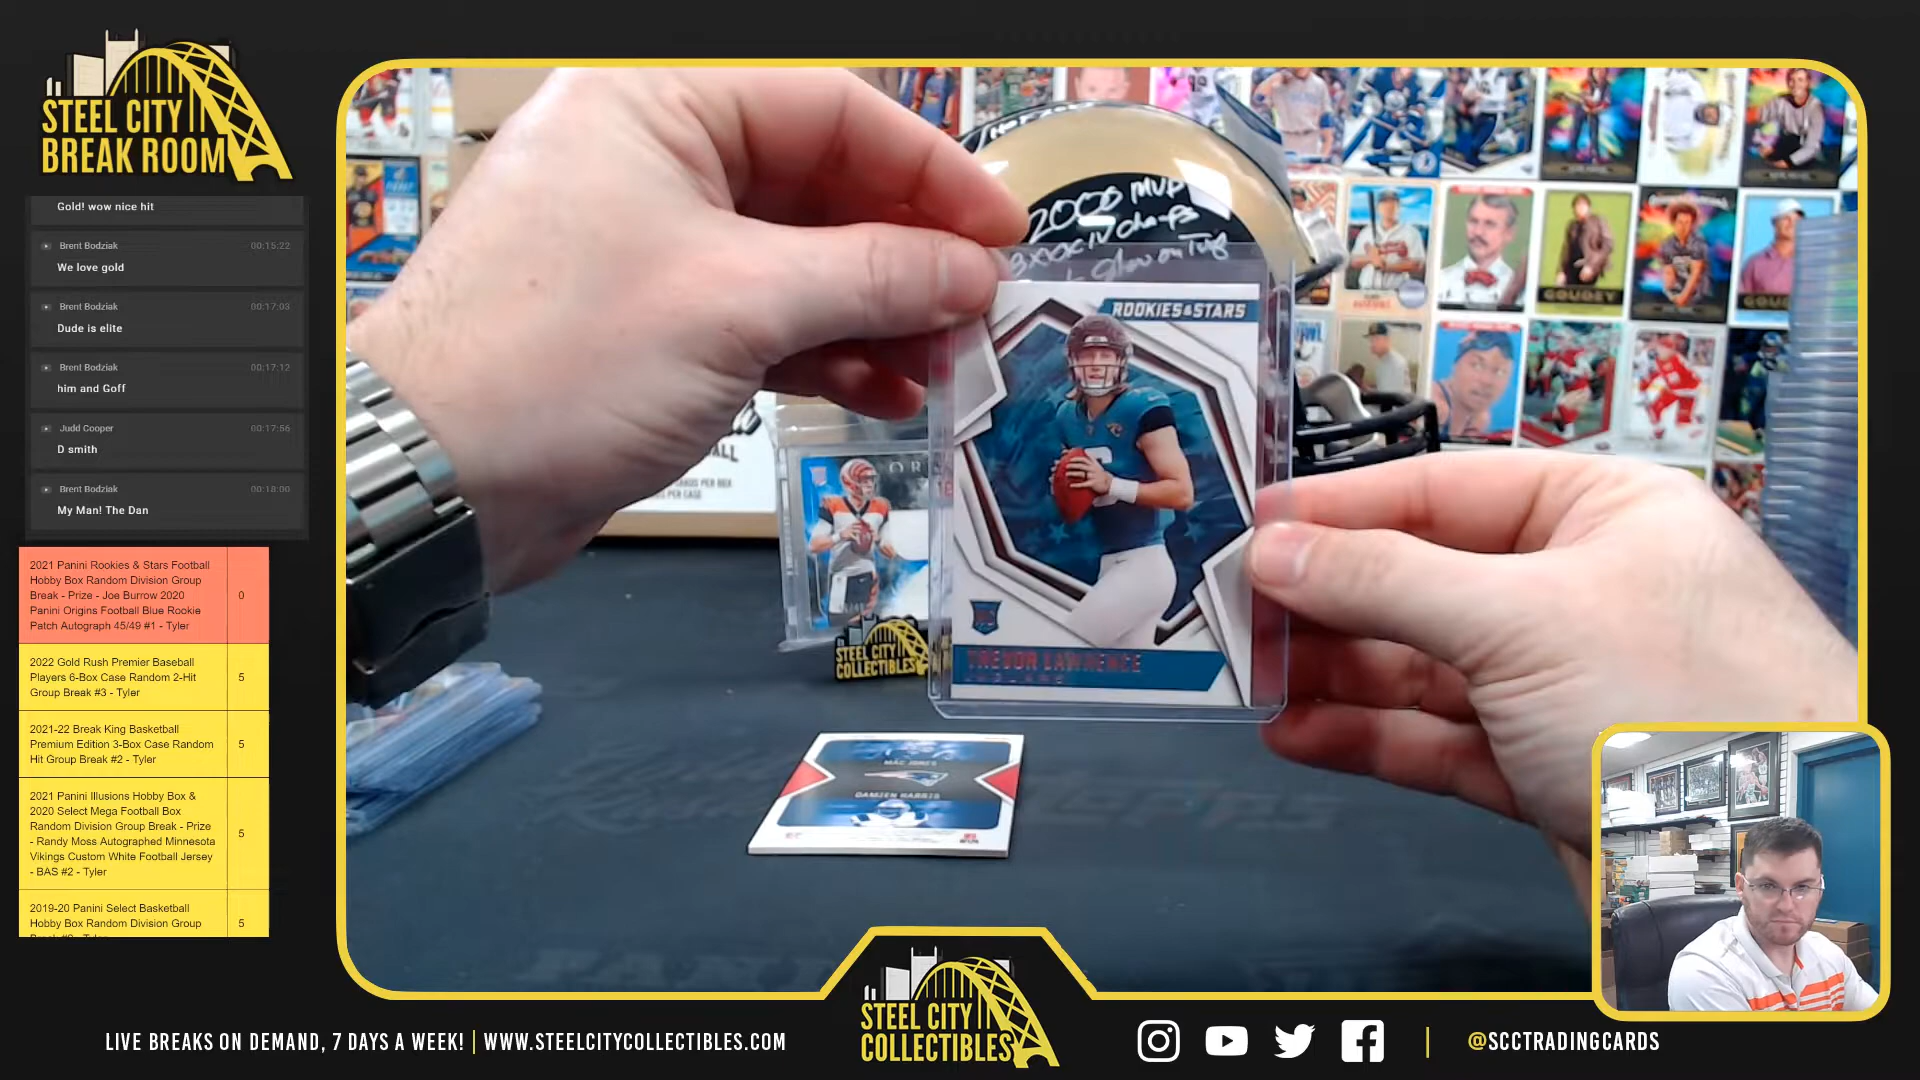 STEEL CITY
BREAK ROOM
Gold! wow nice hit
Brent Bodziak 00:15:22
We love gold
Brent Bodziak 00:17:03
Dude is elite
Brent Bodziak 00:17:12
him and Goff
Judd Cooper 00:17:56
D smith
Brent Bodziak 00:18:00
My Man! The Dan
2021 Panini Rookies & Stars Football
Hobby Box Random Division Group
Break - Prize - Joe Burrow 2020
Panini Origins Football Blue Rookie
Patch Autograph 45/49 #1 - Tyler
0
2022 Gold Rush Premier Baseball
Players 6-Box Case Random 2-Hit
Group Break #3 - Tyler
5
2021-22 Break King Basketball
Premium Edition 3-Box Case Random
Hit Group Break #2 - Tyler
5
2021 Panini Illusions Hobby Box &
2020 Select Mega Football Box
Random Division Group Break - Prize
- Randy Moss Autographed Minnesota
Vikings Custom White Football Jersey
- BAS #2 - Tyler
5
2019-20 Panini Select Basketball
Hobby Box Random Division Group
5
2000 MVP
ROOKIES & STARS
TREVOR LAWRENCE
STEEL CITY
COLLECTIBLES
MAC JONES
DAMIEN HARRIS
GOUDEY
STEEL CITY
COLLECTIBLES
LIVE BREAKS ON DEMAND, 7 DAYS A WEEK! | WWW.STEELCITYCOLLECTIBLES.COM
@SCCTRADINGCARDS